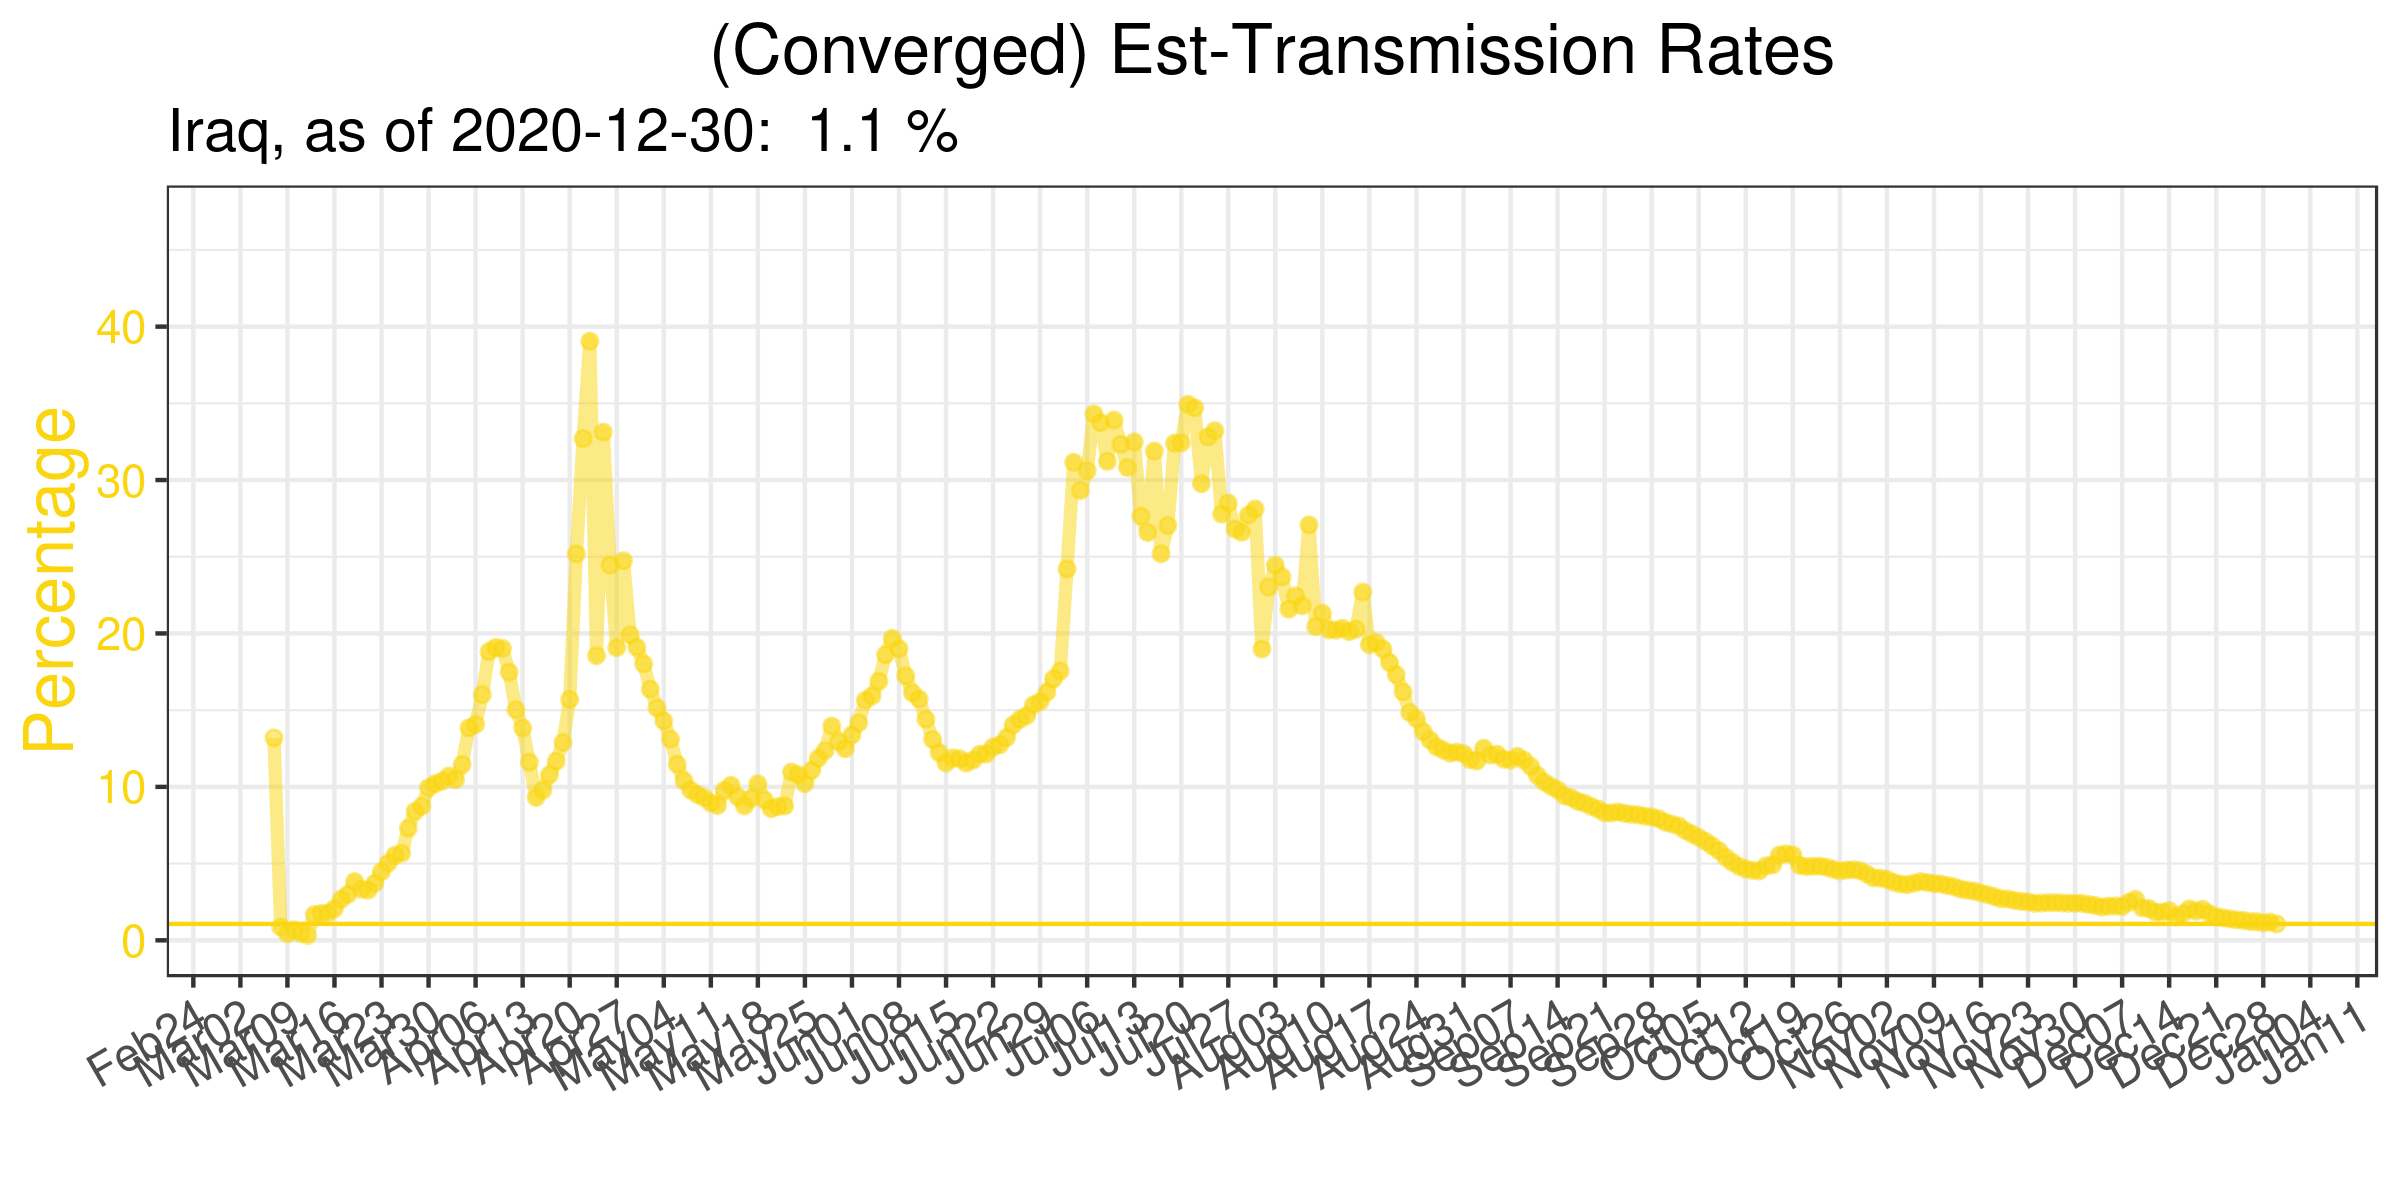 (Converged) Est-Transmission Rates
Iraq, as of 2020-12-30: 1.1 %
Percentage
40
30
20
10
0
Feb24
Mar02
Mar09
Mar16
Mar23
Mar30
Apr06
Apr13
Apr20
Apr27
May04
May11
May18
May25
Jun01
Jun08
Jun15
Jun22
Jun29
Jul06
Jul13
Jul20
Jul27
Aug03
Aug10
Aug17
Aug24
Aug31
Sep07
Sep14
Sep21
Sep28
Oct05
Oct12
Oct19
Oct26
Nov02
Nov09
Nov16
Nov23
Nov30
Dec07
Dec14
Dec21
Dec28
Jan04
Jan11